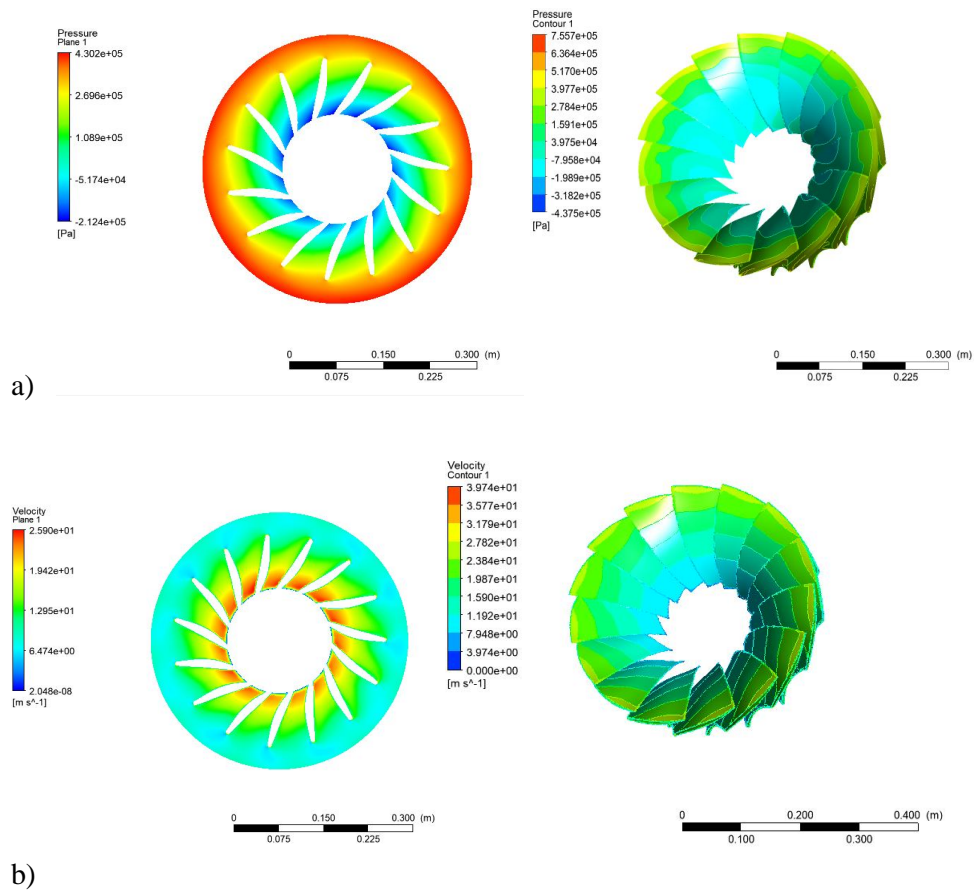 Pressure
Plane 1
4.302e+05
2.696e+05
1.089e+05
-5.174e+04
-2.124e+05
[Pa]
0 0.150 0.300 (m)
0.075 0.225
Pressure
Contour 1
7.557e+05
6.364e+05
5.170e+05
3.977e+05
2.784e+05
1.591e+05
3.975e+04
-7.958e+04
-1.989e+05
-3.182e+05
-4.375e+05
[Pa]
0 0.150 0.300 (m)
0.075 0.225
a)
Velocity
Plane 1
2.590e+01
1.942e+01
1.295e+01
6.474e+00
2.048e-08
[m s^-1]
0 0.150 0.300 (m)
0.075 0.225
Velocity
Contour 1
3.974e+01
3.577e+01
3.179e+01
2.782e+01
2.384e+01
1.987e+01
1.590e+01
1.192e+01
7.948e+00
3.974e+00
0.000e+00
[m s^-1]
0 0.200 0.400 (m)
0.100 0.300
b)